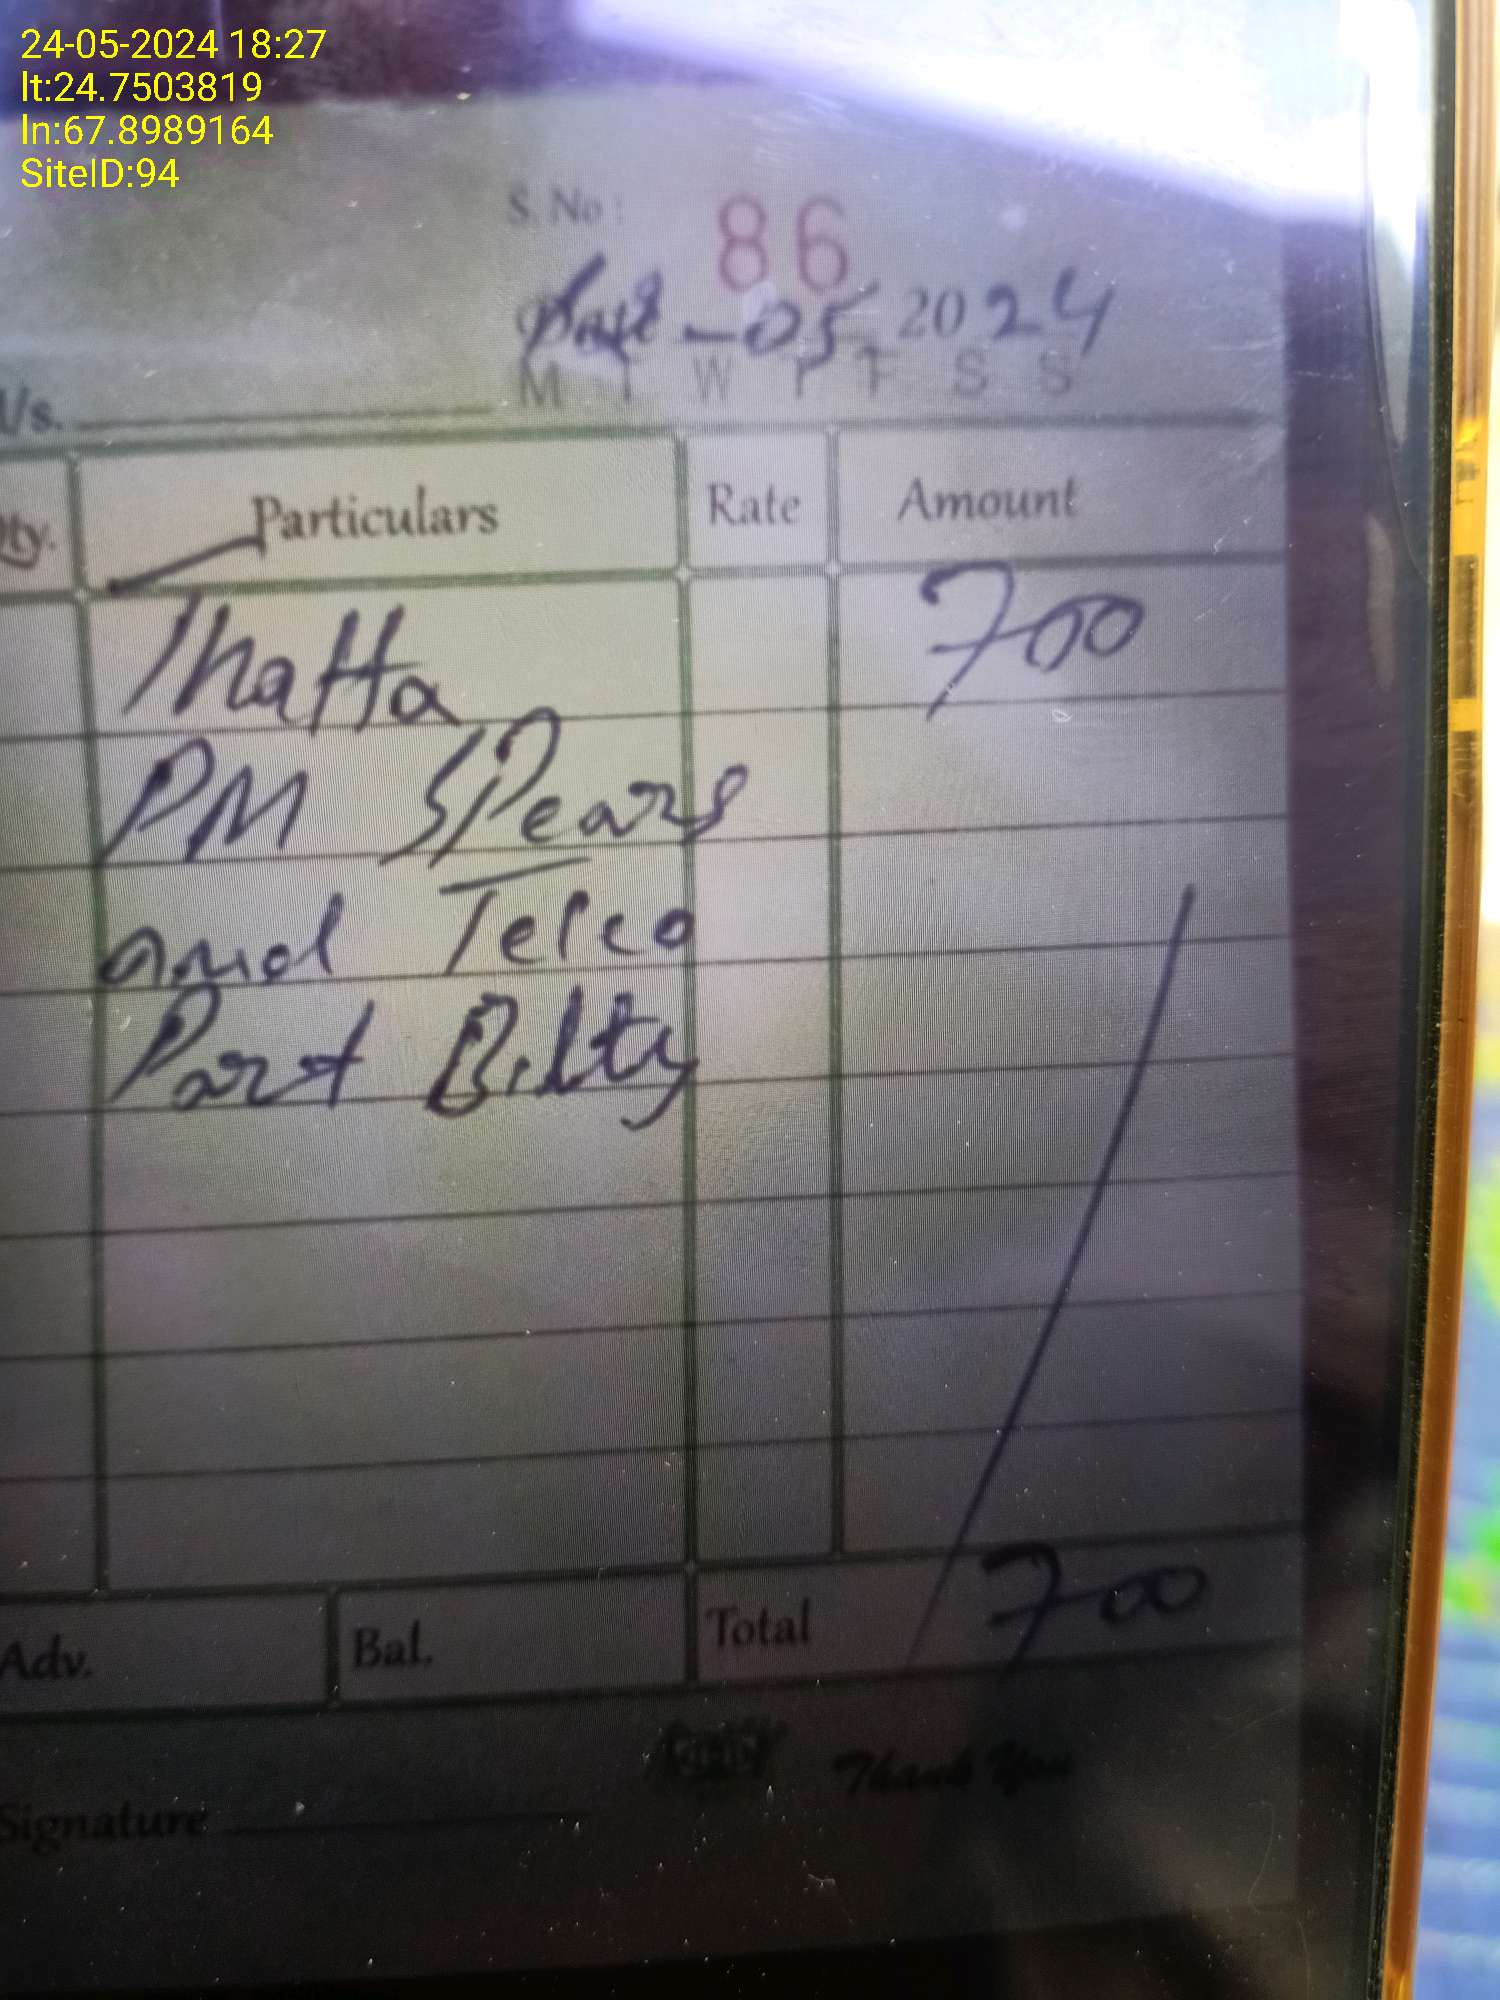 24-05-2024 18:27
lt:24.7503819
ln:67.8989164
SiteID:94
S. No : 86
-05 2024
M T W T F S S
/s.
ty. Particulars Rate Amount
Thatta 700
PM SPears
and Telco
Part Bilty
Adv. Bal. Total 700
Thank You
Signature